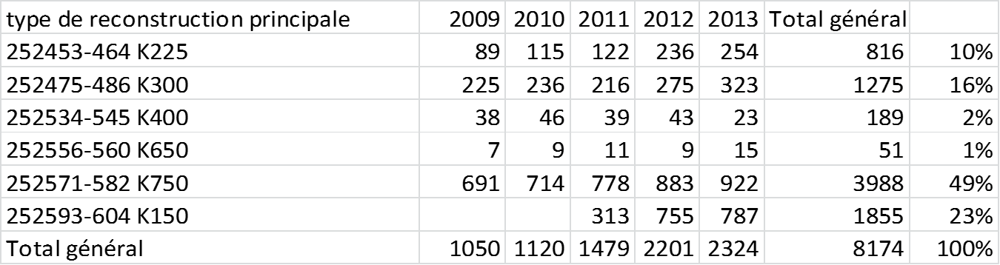 type de reconstruction principale 2009 2010 2011 2012 2013 Total général
252453-464 K225 89 115 122 236 254 816 10%
252475-486 K300 225 236 216 275 323 1275 16%
252534-545 K400 38 46 39 43 23 189 2%
252556-560 K650 7 9 11 9 15 51 1%
252571-582 K750 691 714 778 883 922 3988 49%
252593-604 K150 313 755 787 1855 23%
Total général 1050 1120 1479 2201 2324 8174 100%